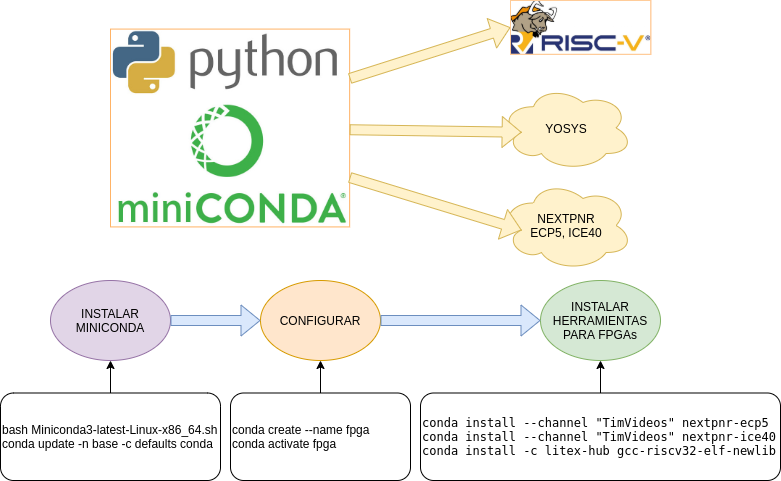 python
miniCONDA®
RISC-V®
YOSYS
NEXTPNR
ECP5, ICE40
INSTALAR
MINICONDA
CONFIGURAR
INSTALAR
HERRAMIENTAS
PARA FPGAs
bash Miniconda3-latest-Linux-x86_64.sh
conda update -n base -c defaults conda
conda create --name fpga
conda activate fpga
conda install --channel "TimVideos" nextpnr-ecp5
conda install --channel "TimVideos" nextpnr-ice40
conda install -c litex-hub gcc-riscv32-elf-newlib